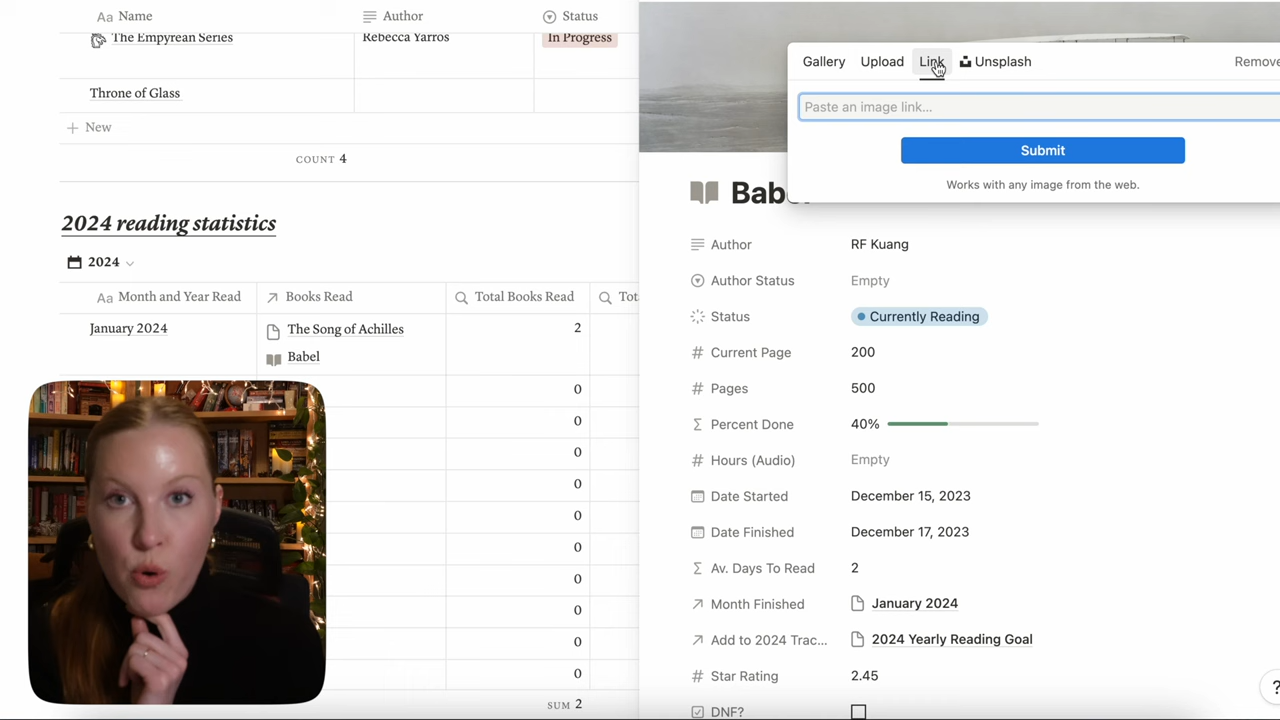 Aa Name Author Status
The Empyrean Series Rebecca Yarros In Progress
Throne of Glass
+ New
COUNT 4
2024 reading statistics
2024
Aa Month and Year Read Books Read Total Books Read Tot
January 2024 The Song of Achilles 2
Babel
0
0
0
0
0
0
0
0
0
0
SUM 2
Gallery Upload Link Unsplash Remove
Paste an image link...
Submit
Works with any image from the web.
Babel
Author RF Kuang
Author Status Empty
Status Currently Reading
# Current Page 200
# Pages 500
Σ Percent Done 40%
# Hours (Audio) Empty
Date Started December 15, 2023
Date Finished December 17, 2023
Σ Av. Days To Read 2
Month Finished January 2024
Add to 2024 Trac... 2024 Yearly Reading Goal
# Star Rating 2.45
DNF?
?